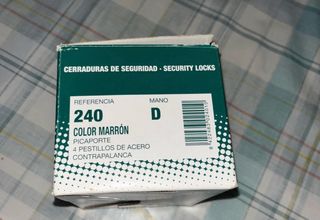 CERRADURAS DE SEGURIDAD - SECURITY LOCKS
REFERENCIA MANO
240 D
COLOR MARRÓN
PICAPORTE
4 PESTILLOS DE ACERO
CONTRAPALANCA